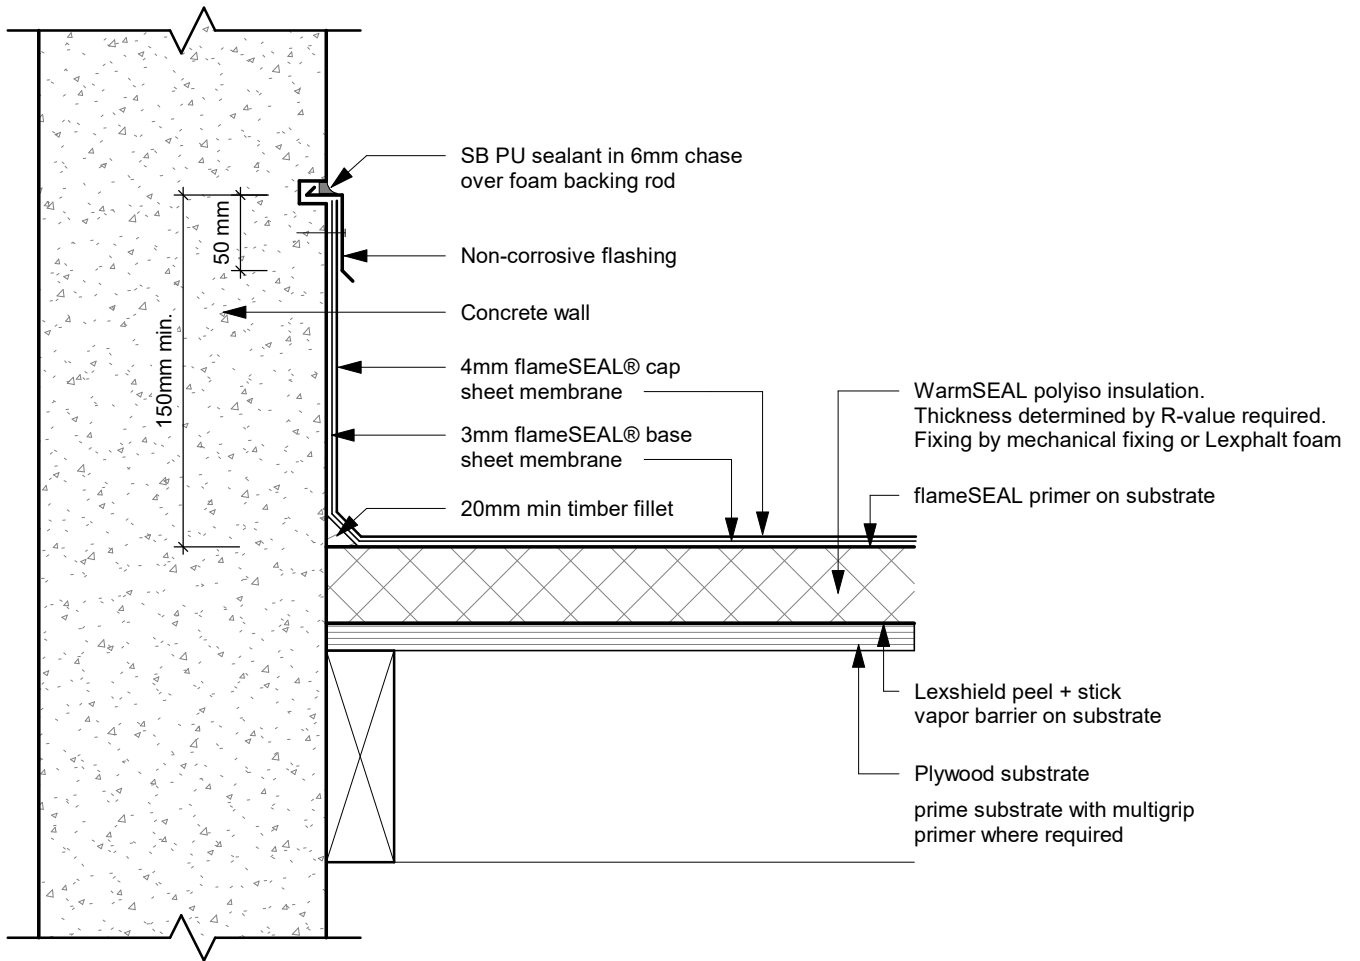 SB PU sealant in 6mm chase
over foam backing rod
50 mm
Non-corrosive flashing
Concrete wall
150mm min.
4mm flameSEAL® cap
sheet membrane
3mm flameSEAL® base
sheet membrane
20mm min timber fillet
WarmSEAL polyiso insulation.
Thickness determined by R-value required.
Fixing by mechanical fixing or Lexphalt foam
flameSEAL primer on substrate
Lexshield peel + stick
vapor barrier on substrate
Plywood substrate
prime substrate with multigrip
primer where required